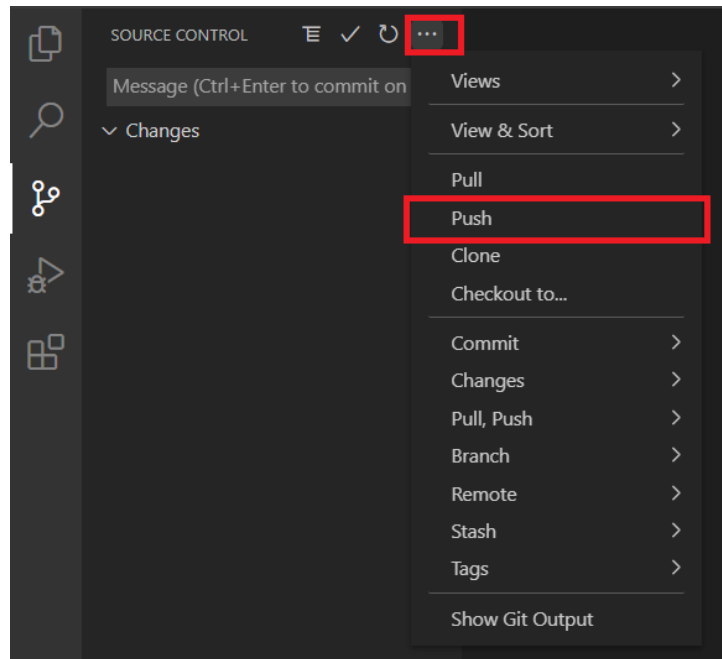 SOURCE CONTROL
Message (Ctrl+Enter to commit on
Changes
Views
View & Sort
Pull
Push
Clone
Checkout to...
Commit
Changes
Pull, Push
Branch
Remote
Stash
Tags
Show Git Output